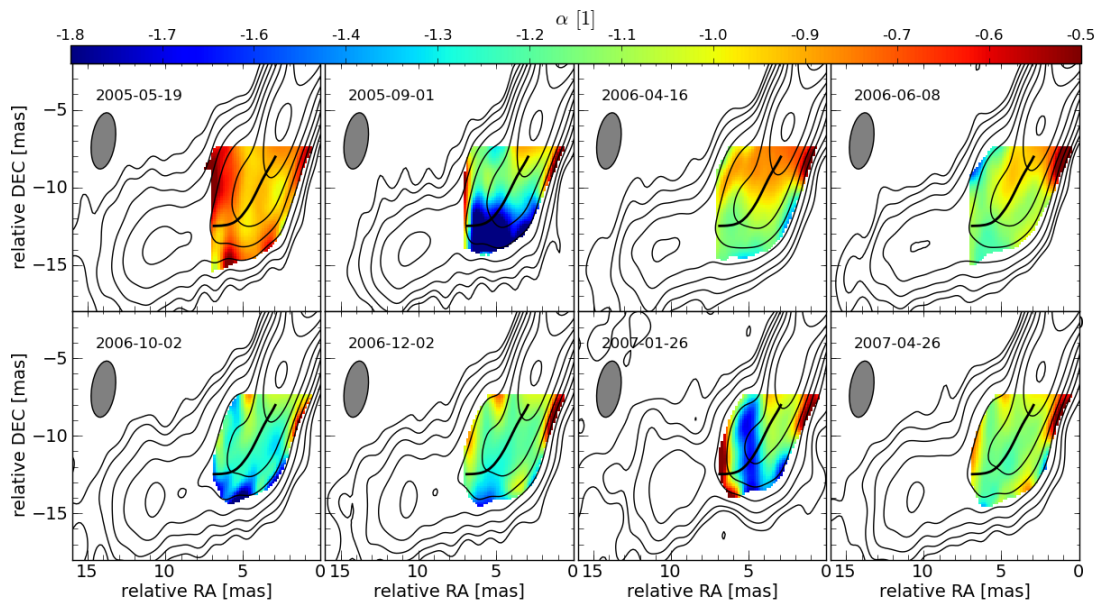 α [1]
-1.8 -1.7 -1.6 -1.5 -1.4 -1.3 -1.2 -1.1 -1.0 -0.9 -0.8 -0.7 -0.6 -0.5
2005-05-19 2005-09-01 2006-04-16 2006-06-08
relative DEC [mas]
−5
−10
−15
2006-10-02 2006-12-02 2007-01-26 2007-04-26
relative DEC [mas]
−5
−10
−15
15 10 5 0 15 10 5 0 15 10 5 0 15 10 5 0
relative RA [mas] relative RA [mas] relative RA [mas] relative RA [mas]